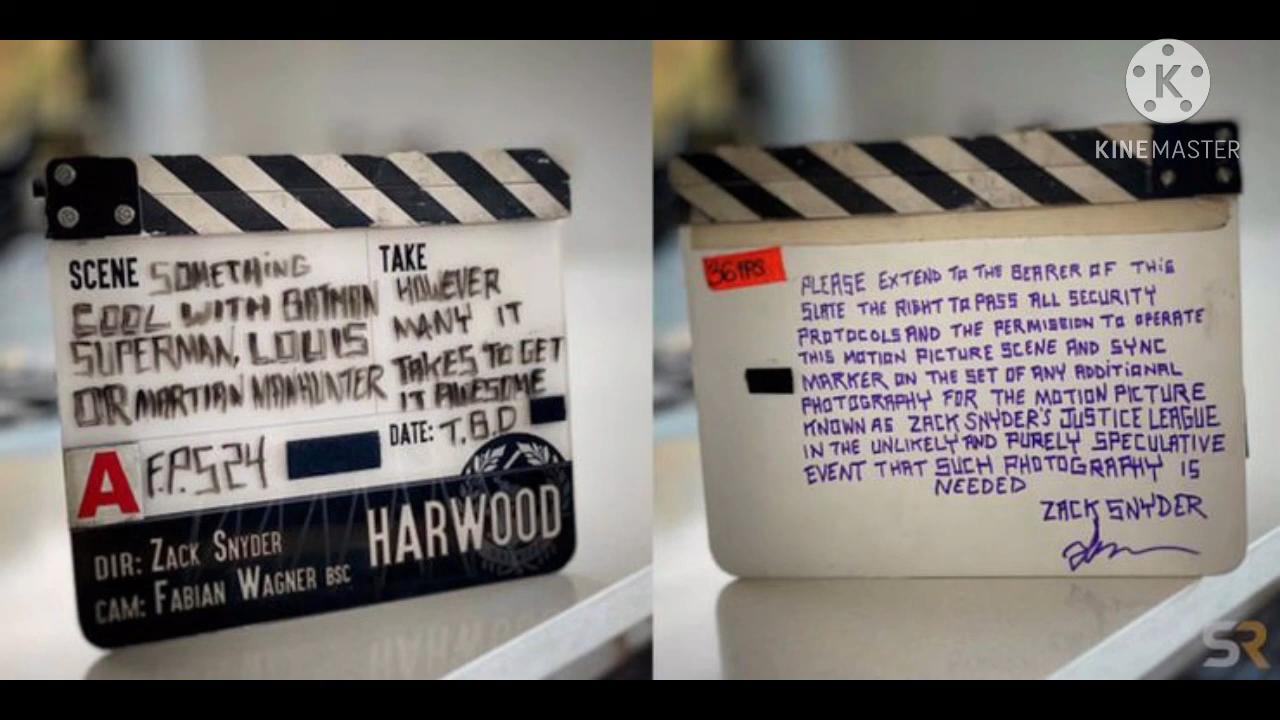 SCENE SOMETHING
COOL WITH BATMAN
SUPERMAN, LOUIS
OR MARTIAN MANHUNTER
TAKE
HOWEVER
MANY IT
TAKES TO GET
IT AWESOME
DATE: T.B.D
A F.P.S 24
HARWOOD
DIR: ZACK SNYDER
CAM: FABIAN WAGNER BSC
36 FPS
PLEASE EXTEND TO THE BEARER OF THIS
SLATE THE RIGHT TO PASS ALL SECURITY
PROTOCOLS AND THE PERMISSION TO OPERATE
THIS MOTION PICTURE SCENE AND SYNC
MARKER ON THE SET OF ANY ADDITIONAL
PHOTOGRAPHY FOR THE MOTION PICTURE
KNOWN AS ZACK SNYDER'S JUSTICE LEAGUE
IN THE UNLIKELY AND PURELY SPECULATIVE
EVENT THAT SUCH PHOTOGRAPHY IS
NEEDED
ZACK SNYDER
K
KINEMASTER
SR